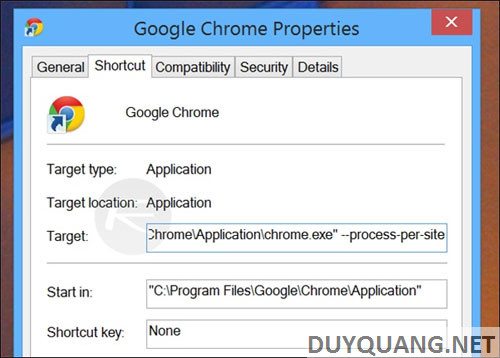 Google Chrome Properties
General Shortcut Compatibility Security Details
Google Chrome
Target type: Application
Target location: Application
Target: Chrome\Application\chrome.exe" --process-per-site
Start in: "C:\Program Files\Google\Chrome\Application"
Shortcut key: None
DUYQUANG.NET